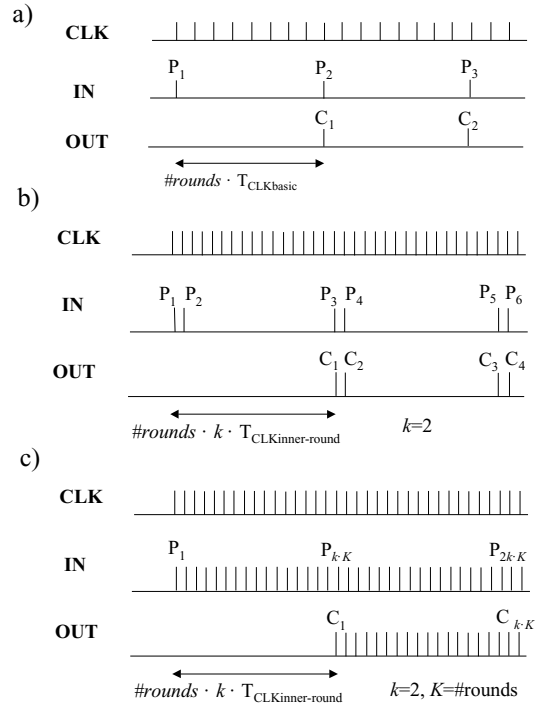 a)
CLK
P1 P2 P3
IN
C1 C2
OUT
#rounds · TCLKbasic
b)
CLK
P1 P2 P3 P4 P5 P6
IN
C1 C2 C3 C4
OUT
#rounds · k · TCLKinner-round k=2
c)
CLK
P1 Pk·K P2k·K
IN
C1 Ck·K
OUT
#rounds · k · TCLKinner-round k=2, K=#rounds